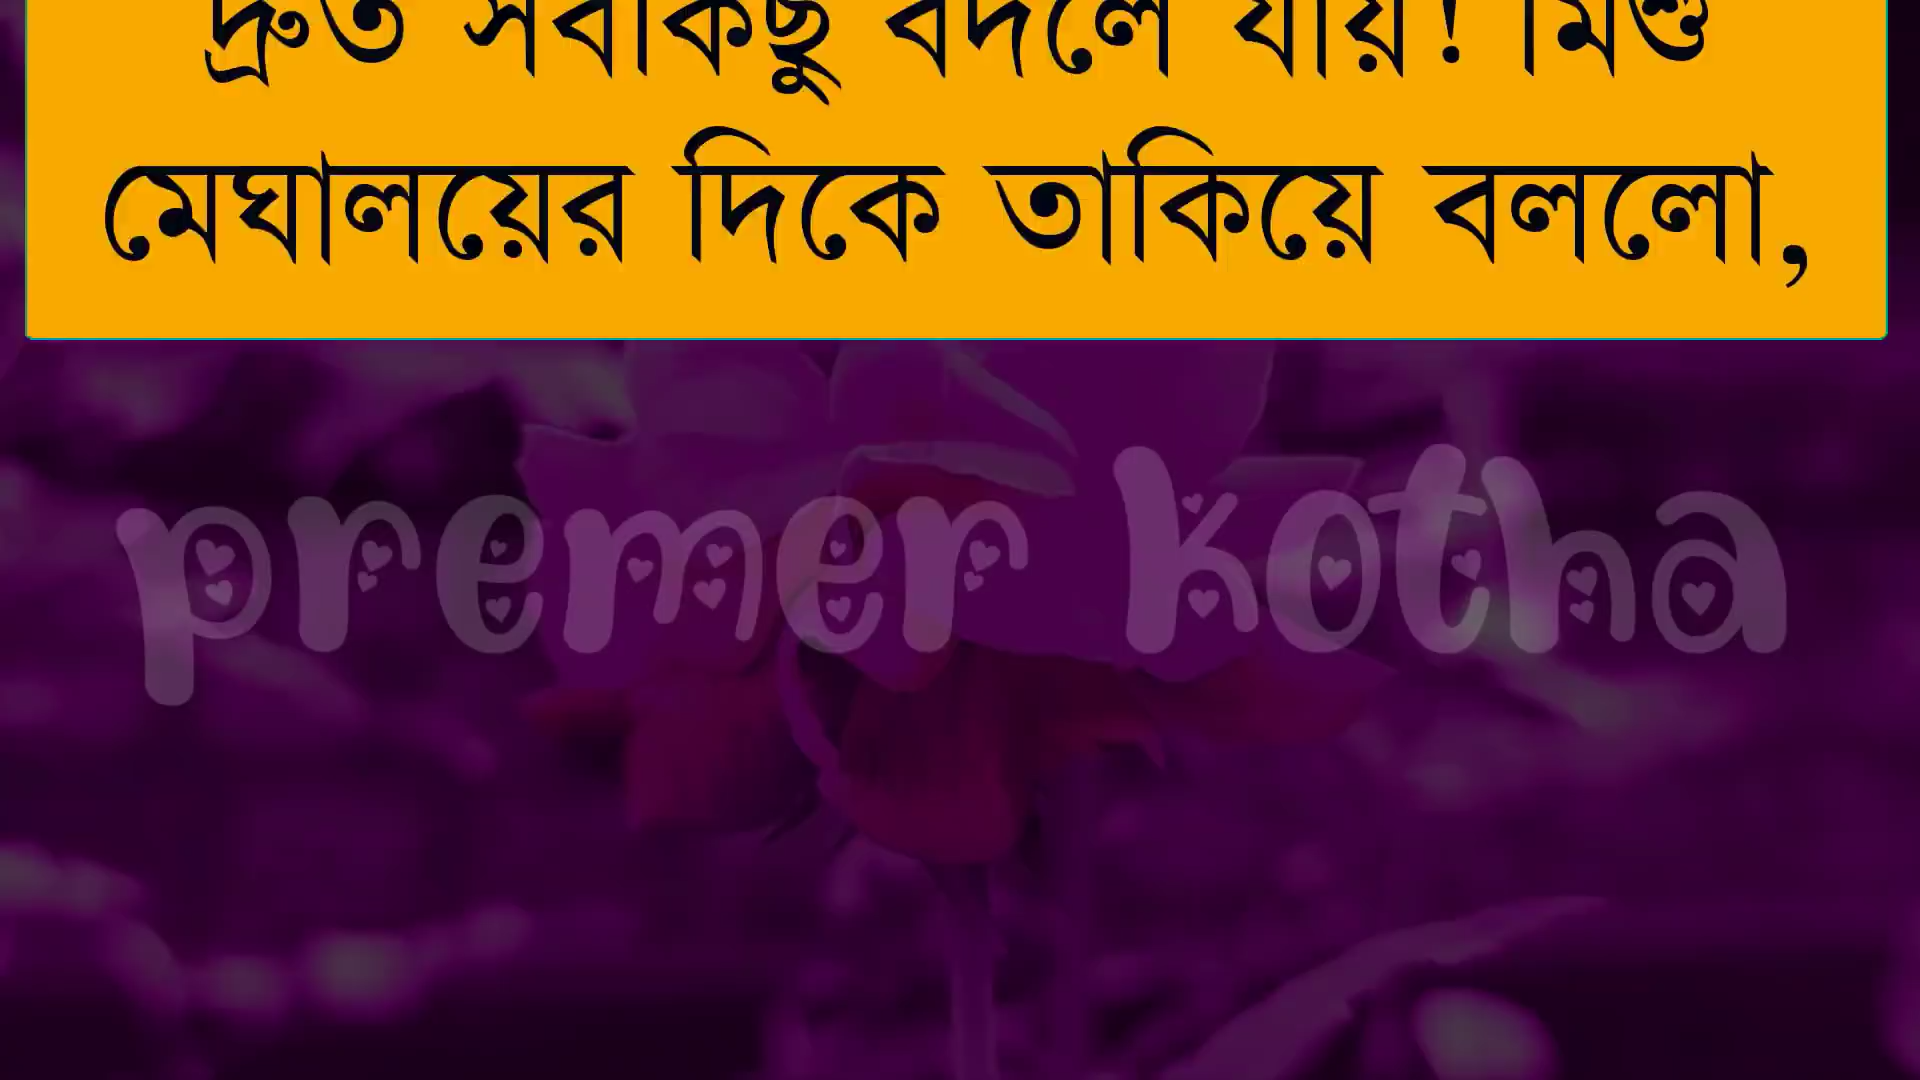 দ্রুত সবকিছু বদলে যায়! মিশু
মেঘালয়ের দিকে তাকিয়ে বললো,
premer kotha